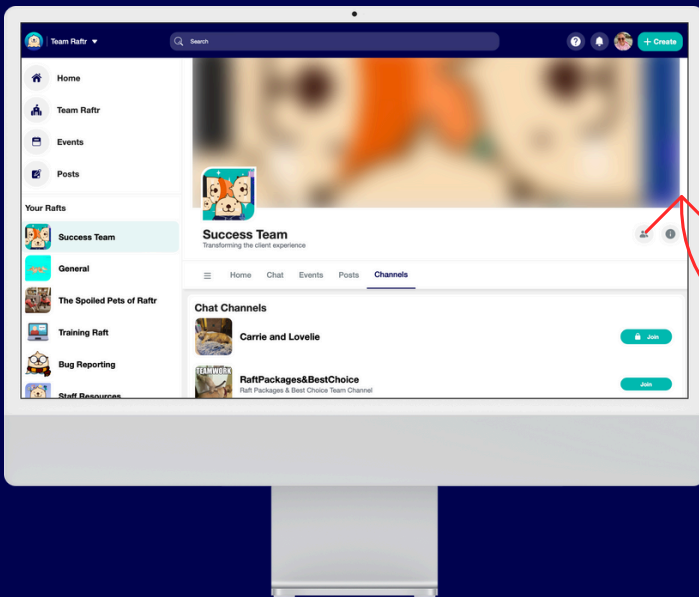 Team Raftr
Search
+ Create
Home
Team Raftr
Events
Posts
Your Rafts
Success Team
General
The Spoiled Pets of Raftr
Training Raft
Bug Reporting
Staff Resources
Success Team
Transforming the client experience
Home Chat Events Posts Channels
Chat Channels
Carrie and Lovelie
Join
TEAMWORK
RaftPackages&BestChoice
Raft Packages & Best Choice Team Channel
Join